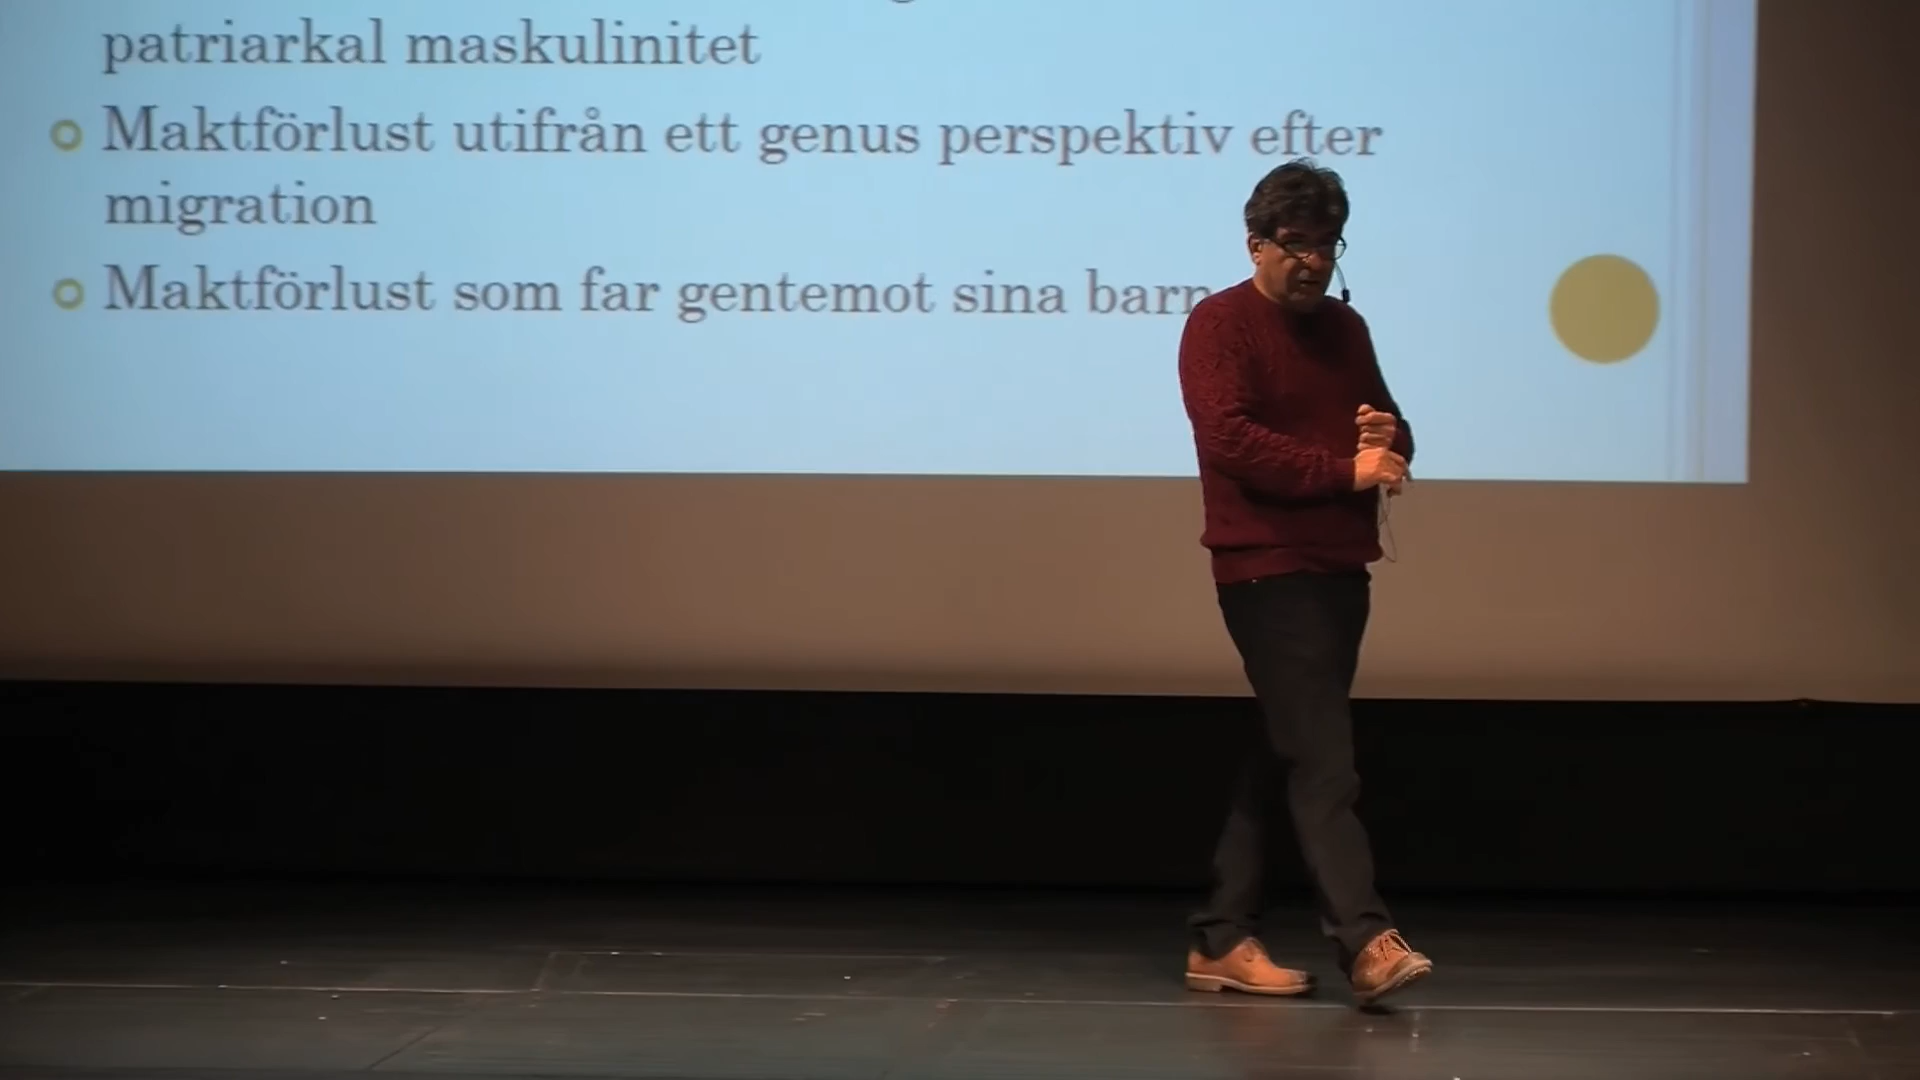 patriarkal maskulinitet
Maktförlust utifrån ett genus perspektiv efter
migration
Maktförlust som far gentemot sina barn